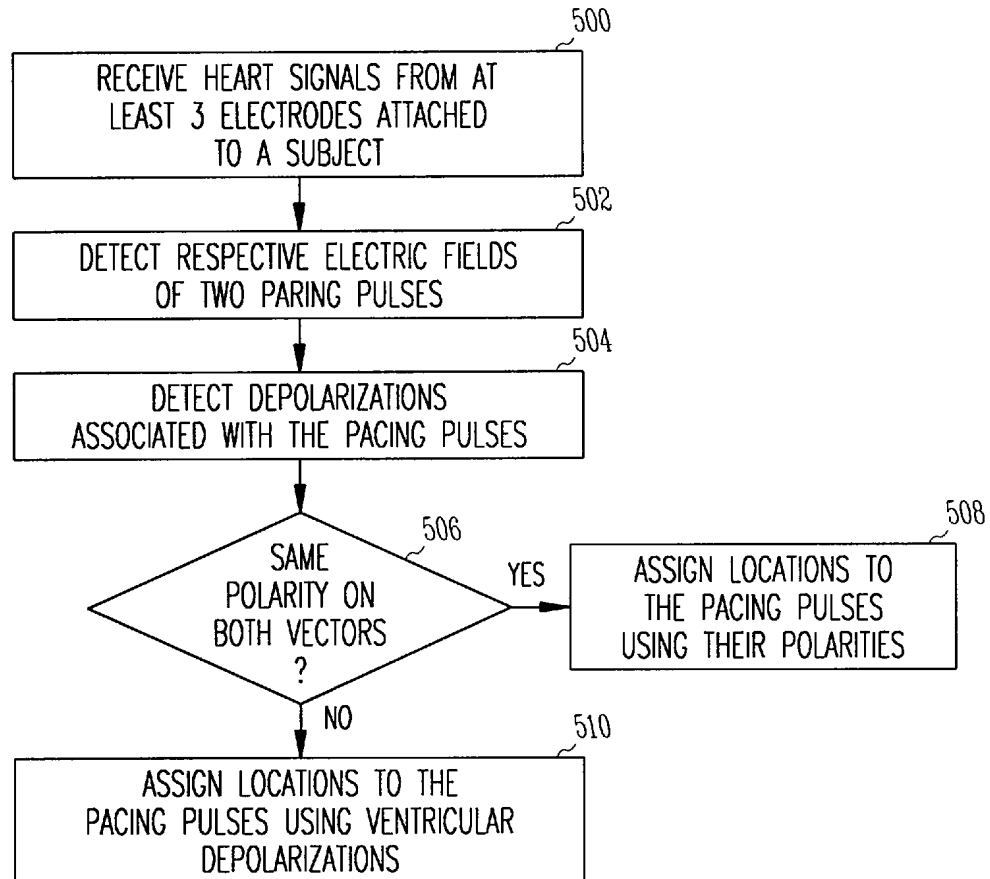 500
RECEIVE HEART SIGNALS FROM AT
LEAST 3 ELECTRODES ATTACHED
TO A SUBJECT
502
DETECT RESPECTIVE ELECTRIC FIELDS
OF TWO PARING PULSES
504
DETECT DEPOLARIZATIONS
ASSOCIATED WITH THE PACING PULSES
506
SAME
POLARITY ON
BOTH VECTORS
?
YES
508
ASSIGN LOCATIONS TO
THE PACING PULSES
USING THEIR POLARITIES
NO
510
ASSIGN LOCATIONS TO THE
PACING PULSES USING VENTRICULAR
DEPOLARIZATIONS